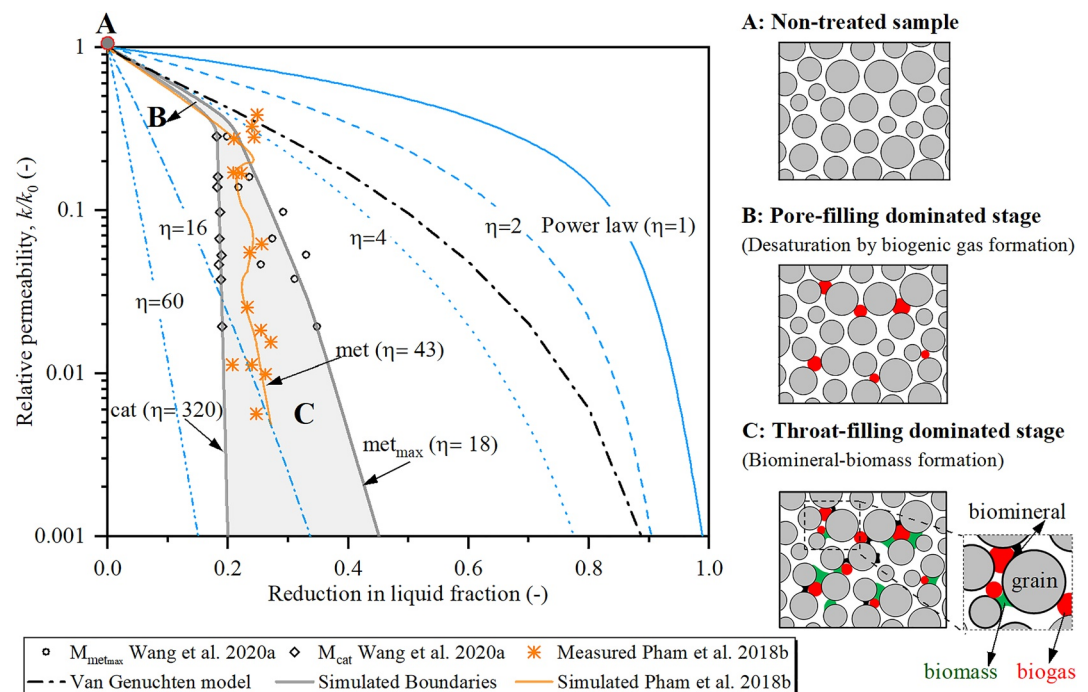 A
1
0.1
0.01
0.001
Relative permeability, k/k₀ (-)
0.0 0.2 0.4 0.6 0.8 1.0
Reduction in liquid fraction (-)
B
η=16
η=60
η=4
η=2
Power law (η=1)
met (η= 43)
cat (η= 320)
C
met_max (η= 18)
M_met_max Wang et al. 2020a
M_cat Wang et al. 2020a
Measured Pham et al. 2018b
Van Genuchten model
Simulated Boundaries
Simulated Pham et al. 2018b
A: Non-treated sample
B: Pore-filling dominated stage
(Desaturation by biogenic gas formation)
C: Throat-filling dominated stage
(Biomineral-biomass formation)
biomineral
grain
biomass
biogas